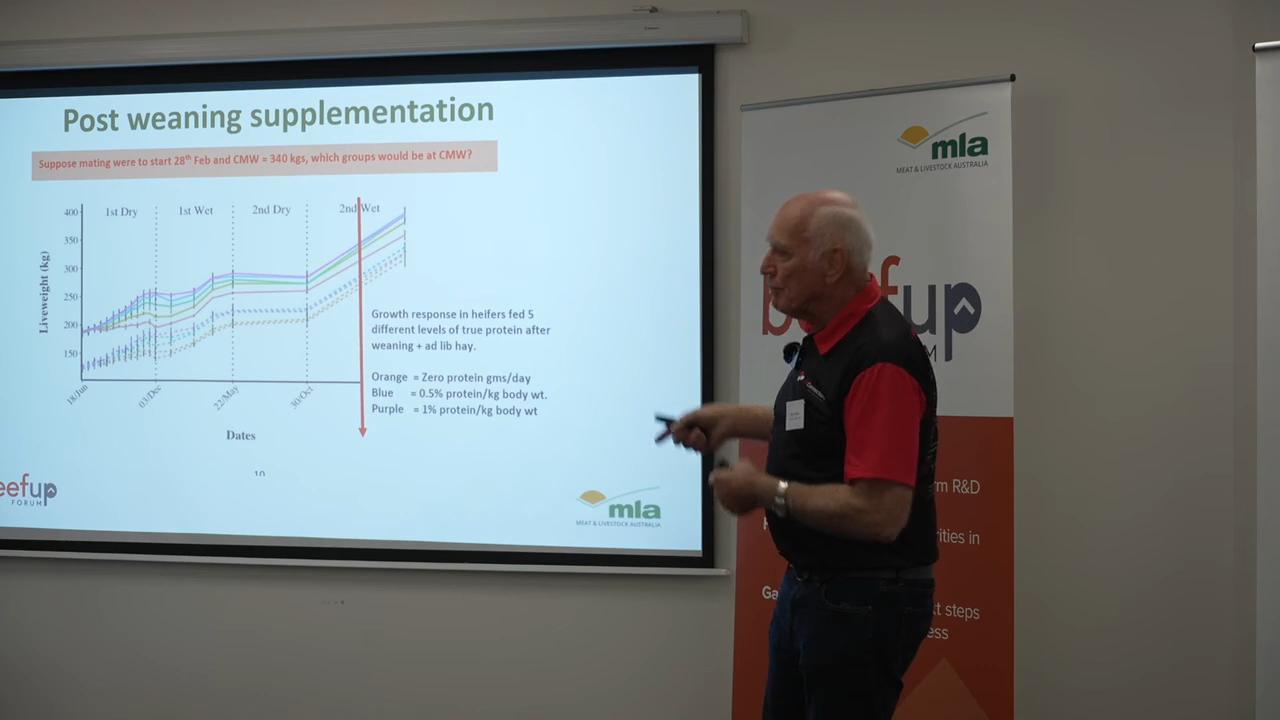 Post weaning supplementation
Suppose mating were to start 28th Feb and CMW = 340 kgs, which groups would be at CMW?
1st Dry
1st Wet
2nd Dry
2nd Wet
400
350
300
250
200
150
Liveweight (kg)
18/Jun
03/Dec
22/May
30/Oct
Dates
Growth response in heifers fed 5
different levels of true protein after
weaning + ad lib hay.
Orange = Zero protein gms/day
Blue = 0.5% protein/kg body wt.
Purple = 1% protein/kg body wt
10
eefup
FORUM
mla
MEAT & LIVESTOCK AUSTRALIA
mla
MEAT & LIVESTOCK AUSTRALIA
b fup
M
m R&D
rities in
Ga
t steps
ess